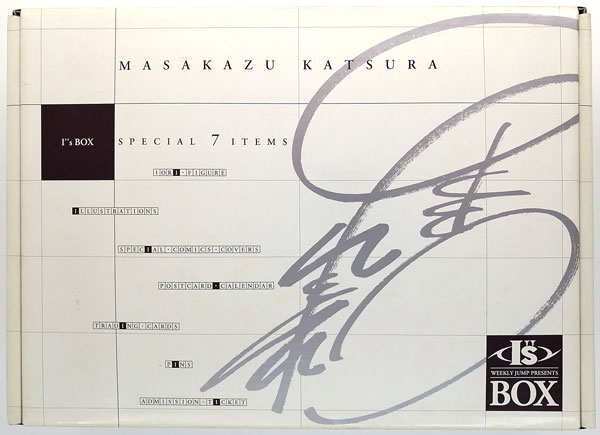 MASAKAZU KATSURA
I"s BOX
SPECIAL 7 ITEMS
IORI·FIGURE
ILLUSTRATIONS
SPECIAL·COMICS·COVERS
POSTCARD·CALENDAR
TRADING·CARDS
·PINS
ADMISSION·TICKET
I"s
WEEKLY JUMP PRESENTS
BOX